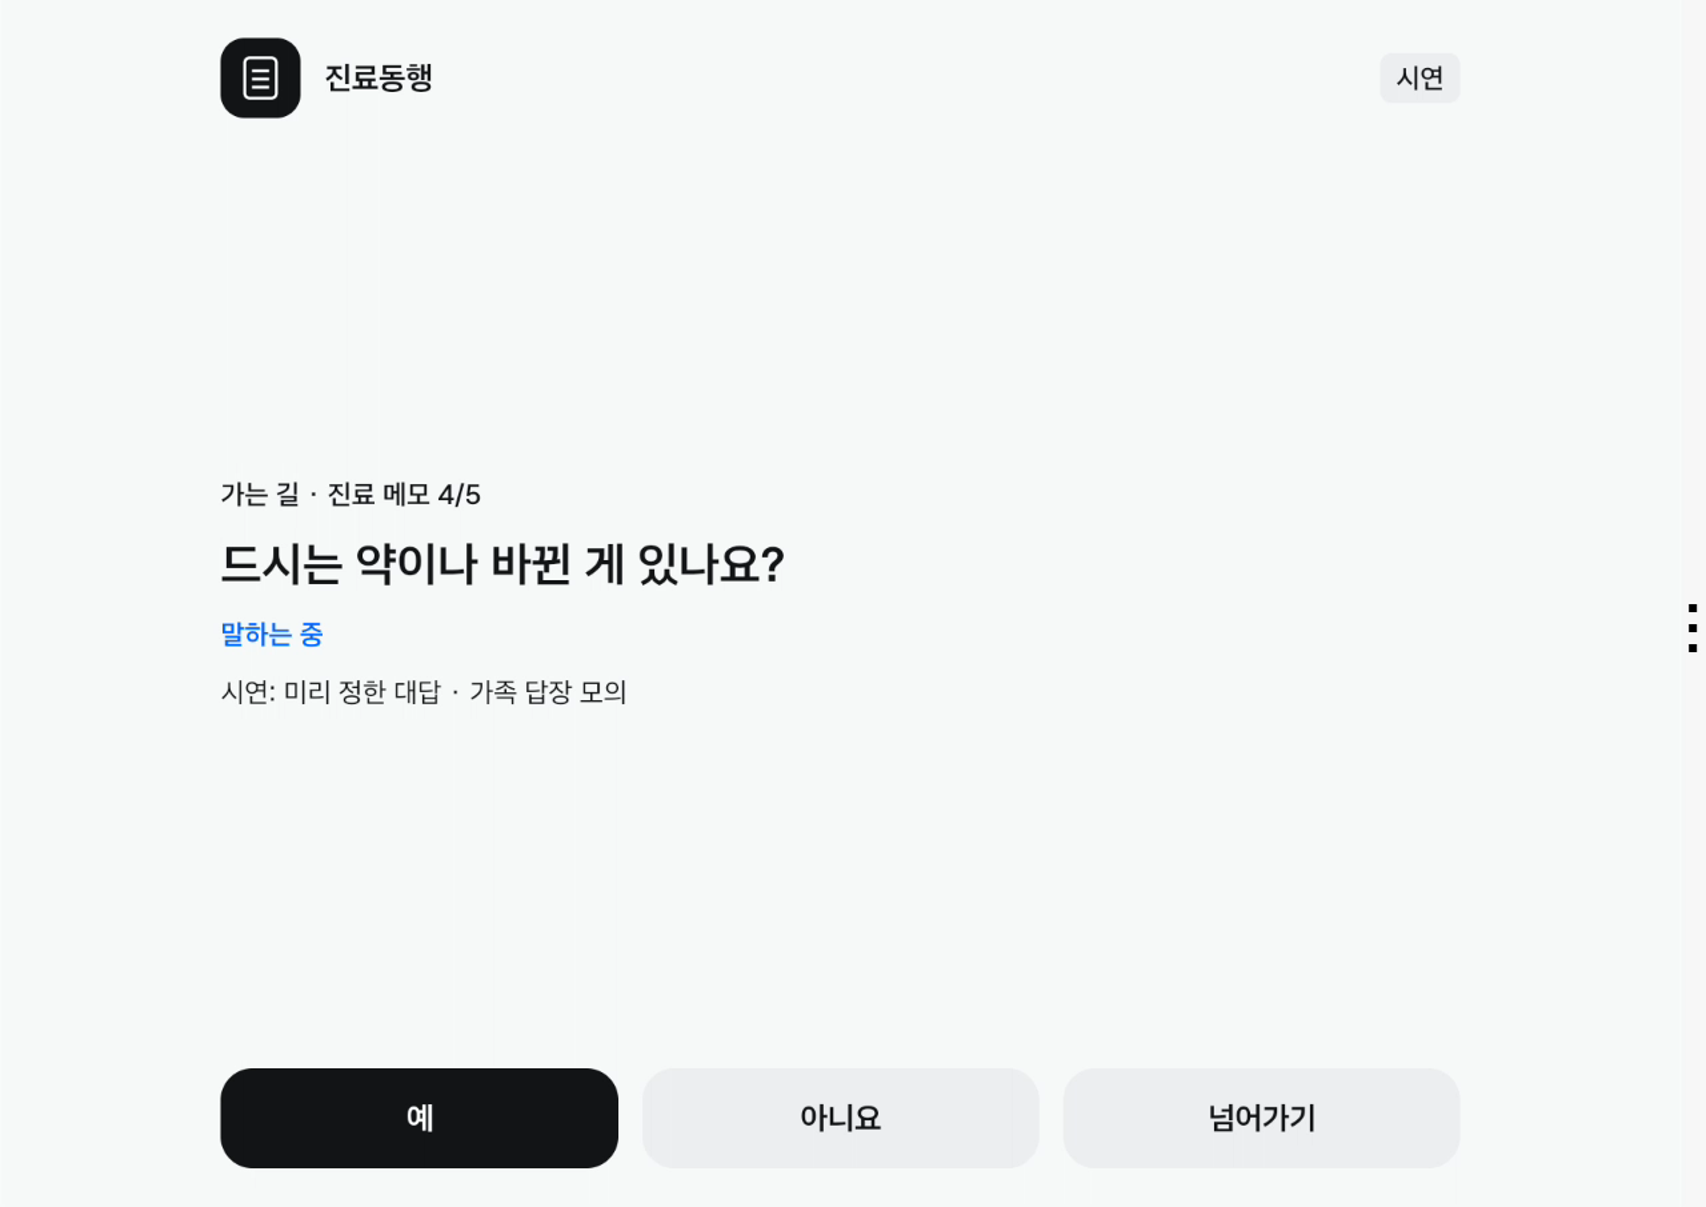 진료동행
시연
가는 길 · 진료 메모 4/5
드시는 약이나 바뀐 게 있나요?
말하는 중
시연: 미리 정한 대답 · 가족 답장 모의
예
아니요
넘어가기